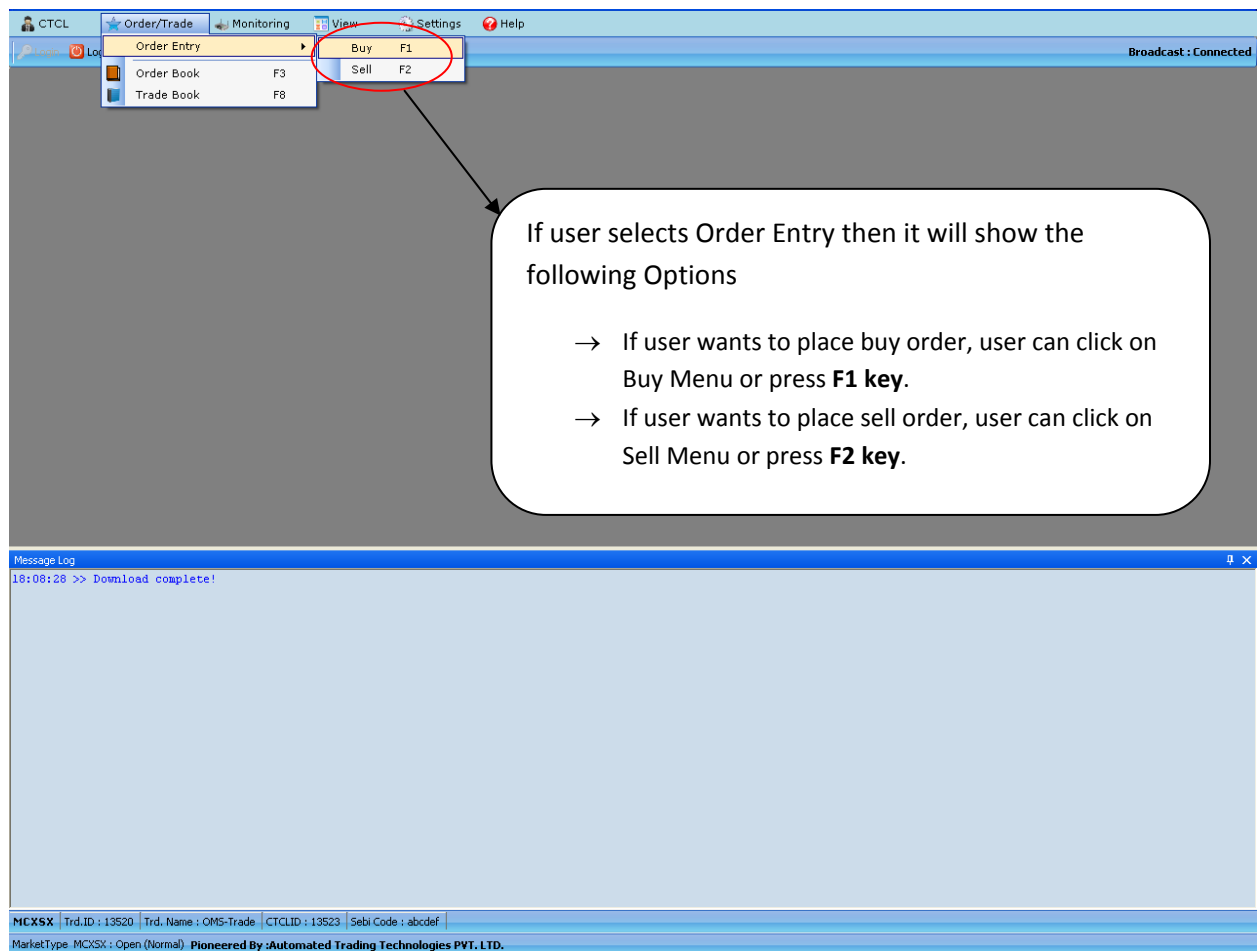 CTCL Order/Trade Monitoring View Settings Help
Order Entry
Buy F1
Broadcast : Connected
Order Book F3
Sell F2
Trade Book F8
If user selects Order Entry then it will show the
following Options
→ If user wants to place buy order, user can click on
Buy Menu or press F1 key.
→ If user wants to place sell order, user can click on
Sell Menu or press F2 key.
Message Log
18:08:28 >> Download complete!
MCXSX Trd.ID : 13520 Trd. Name : OMS-Trade CTCLID : 13523 Sebi Code : abcdef
MarketType MCXSX : Open (Normal) Pioneered By :Automated Trading Technologies PVT. LTD.